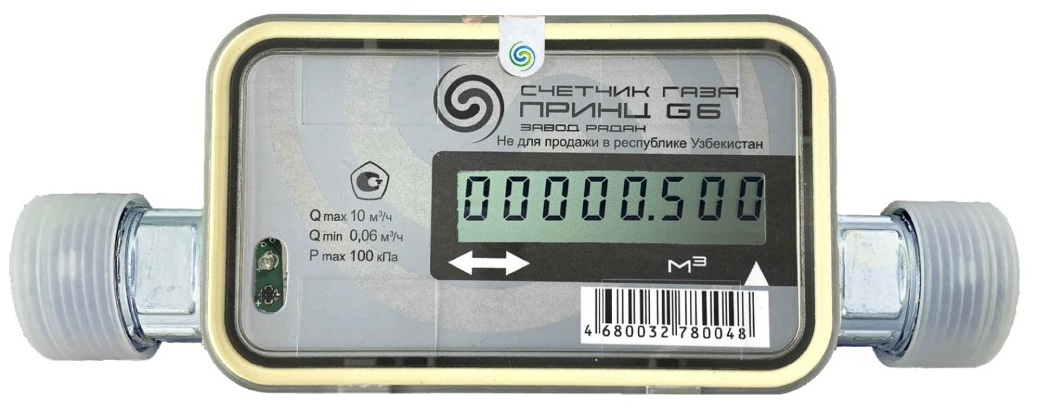 СЧЕТЧИК ГАЗА
ПРИНЦ G6
ЗАВОД РАДАН
Не для продажи в республике Узбекистан
00000.500
Q max 10 м³/ч
Q min 0,06 м³/ч
P max 100 кПа
м³
4 680032 780048